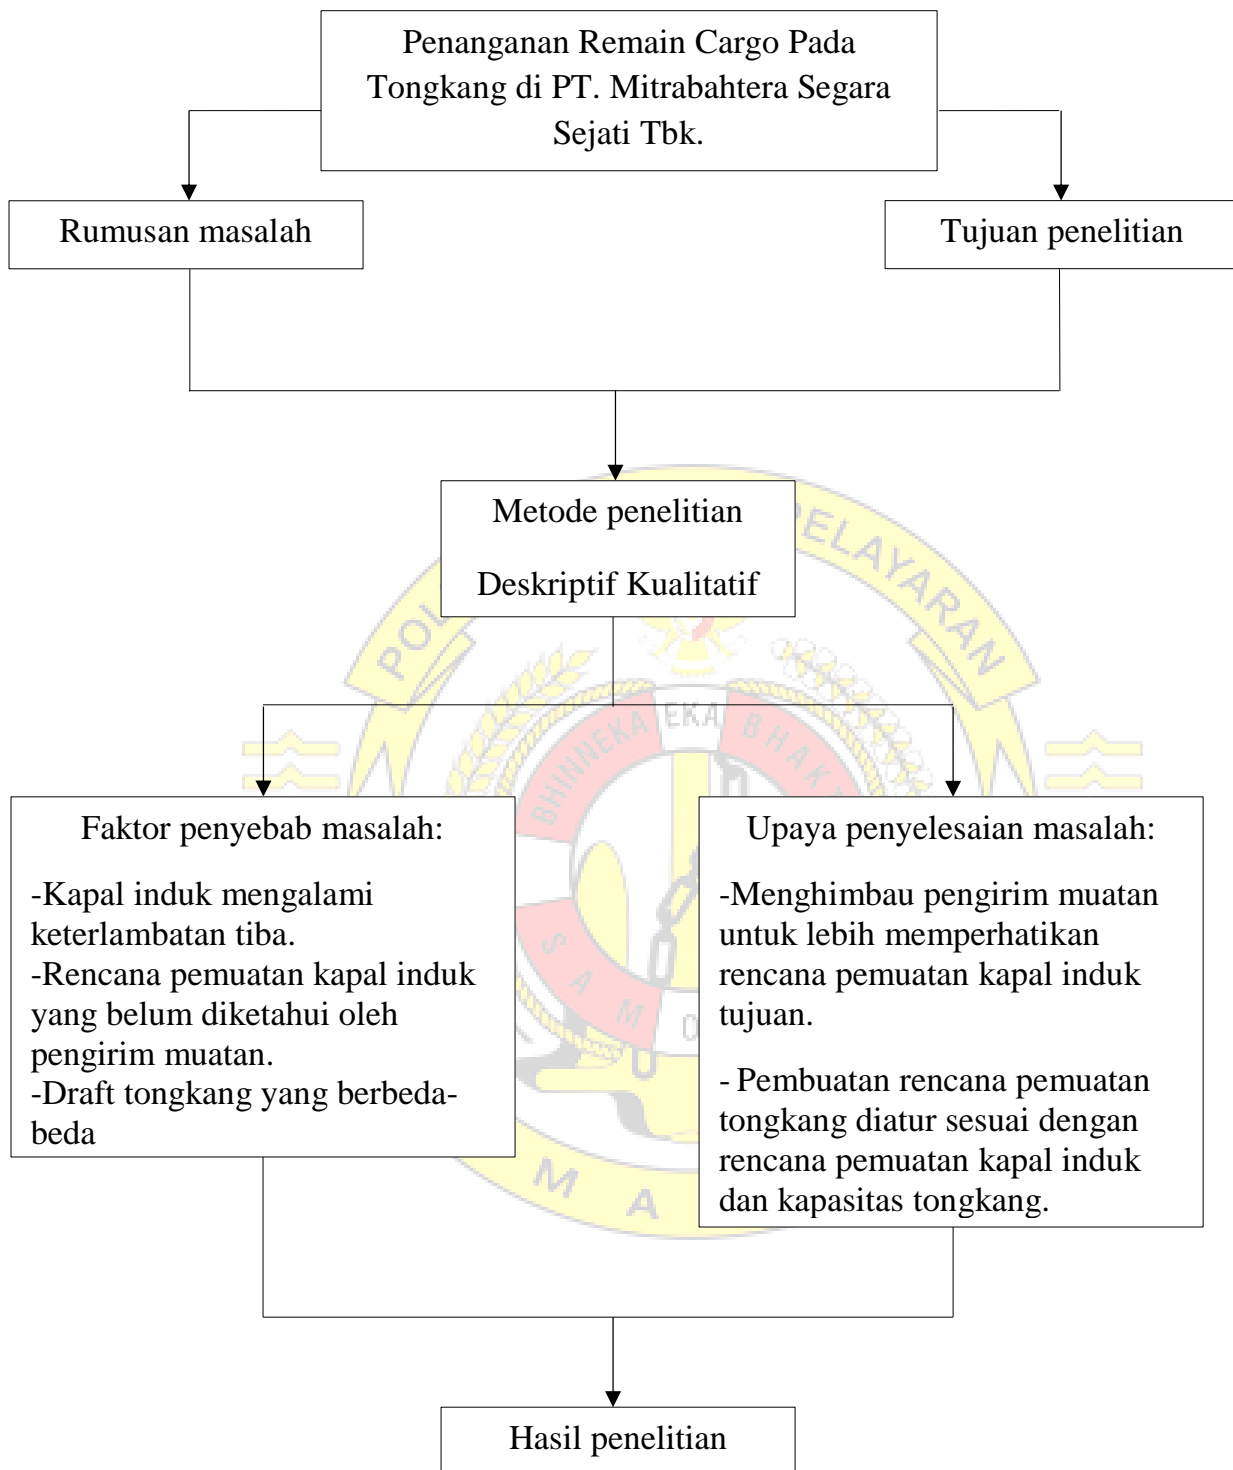 Penanganan Remain Cargo Pada
Tongkang di PT. Mitrabahtera Segara
Sejati Tbk.
Rumusan masalah
Tujuan penelitian
Metode penelitian
Deskriptif Kualitatif
PELAYARAN
BHINNEKA EKA
Faktor penyebab masalah:
-Kapal induk mengalami
keterlambatan tiba.
-Rencana pemuatan kapal induk
yang belum diketahui oleh
pengirim muatan.
-Draft tongkang yang berbeda-
beda
Upaya penyelesaian masalah:
-Menghimbau pengirim muatan
untuk lebih memperhatikan
rencana pemuatan kapal induk
tujuan.
- Pembuatan rencana pemuatan
tongkang diatur sesuai dengan
rencana pemuatan kapal induk
dan kapasitas tongkang.
Hasil penelitian